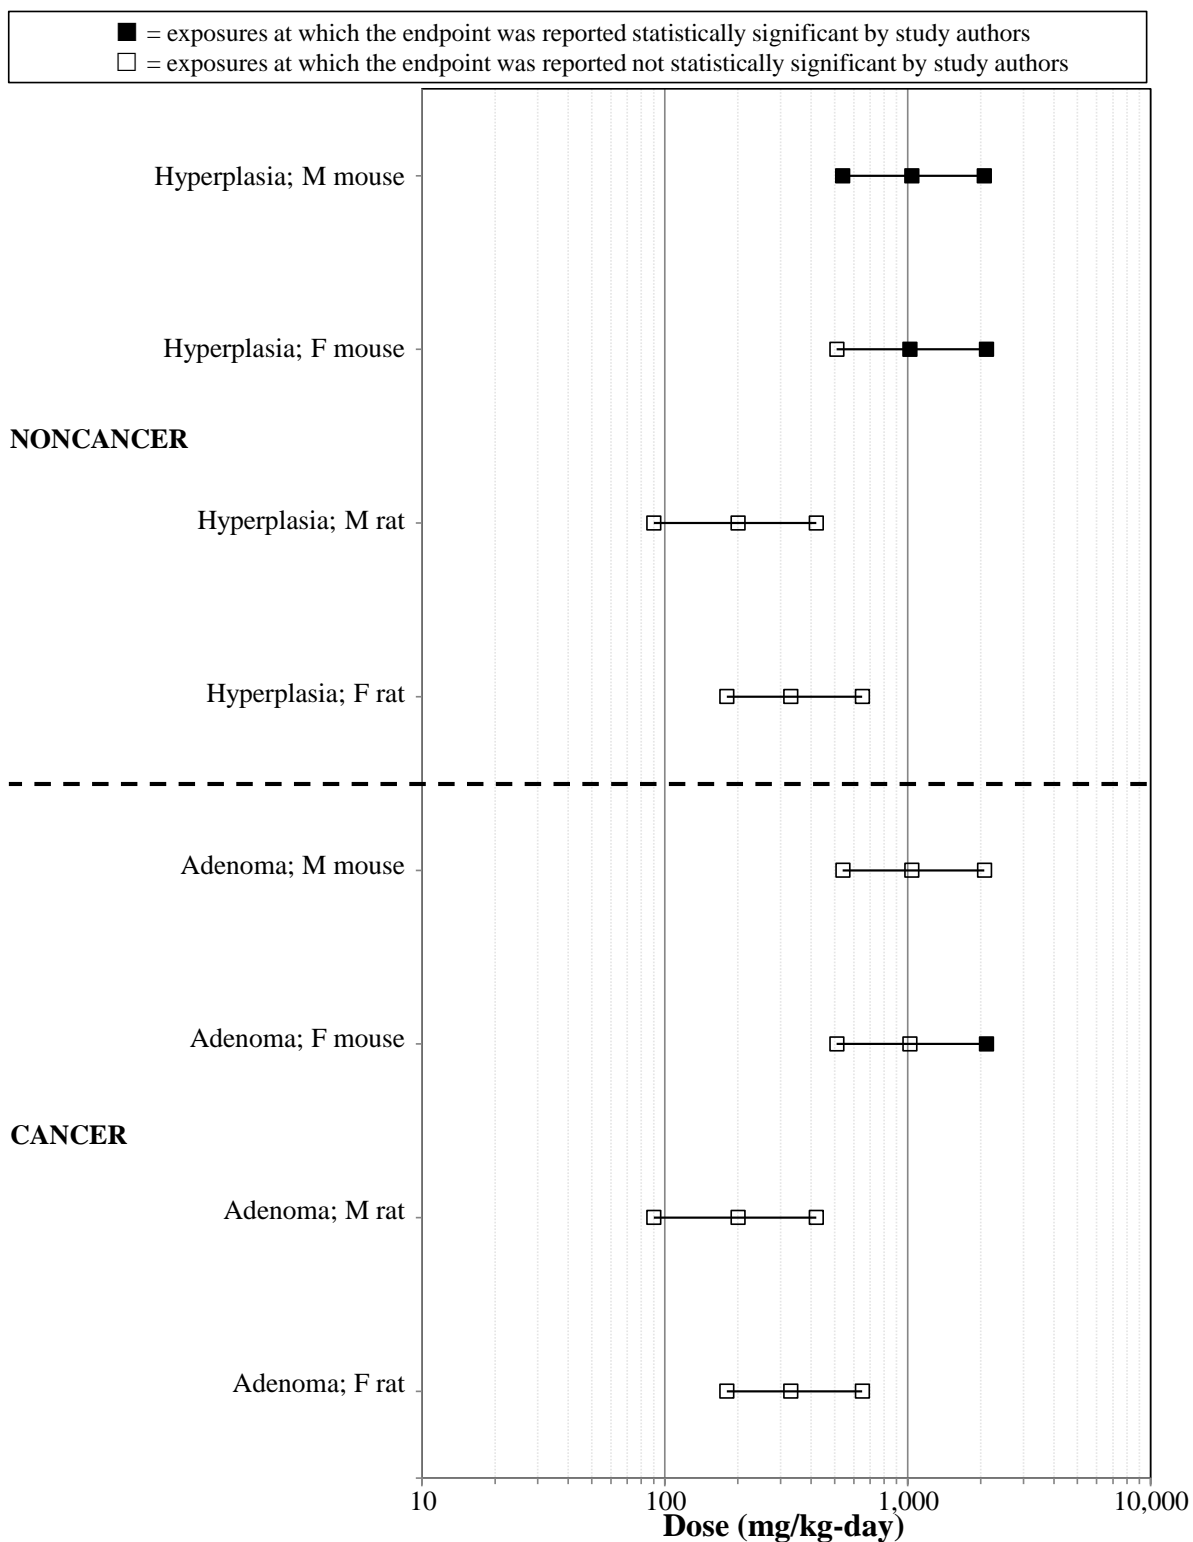 ■ = exposures at which the endpoint was reported statistically significant by study authors
□ = exposures at which the endpoint was reported not statistically significant by study authors
Hyperplasia; M mouse
Hyperplasia; F mouse
NONCANCER
Hyperplasia; M rat
Hyperplasia; F rat
Adenoma; M mouse
Adenoma; F mouse
CANCER
Adenoma; M rat
Adenoma; F rat
10 100 1,000 10,000
Dose (mg/kg-day)